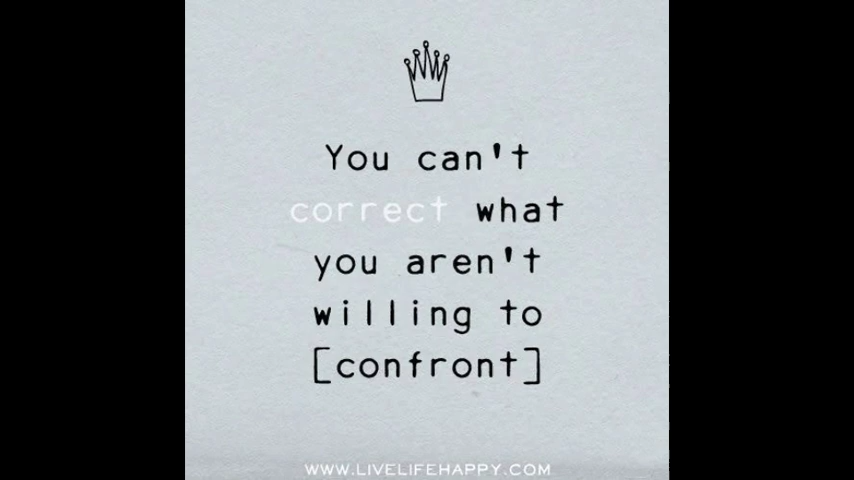 You can't
correct what
you aren't
willing to
[confront]
WWW.LIVELIFEHAPPY.COM